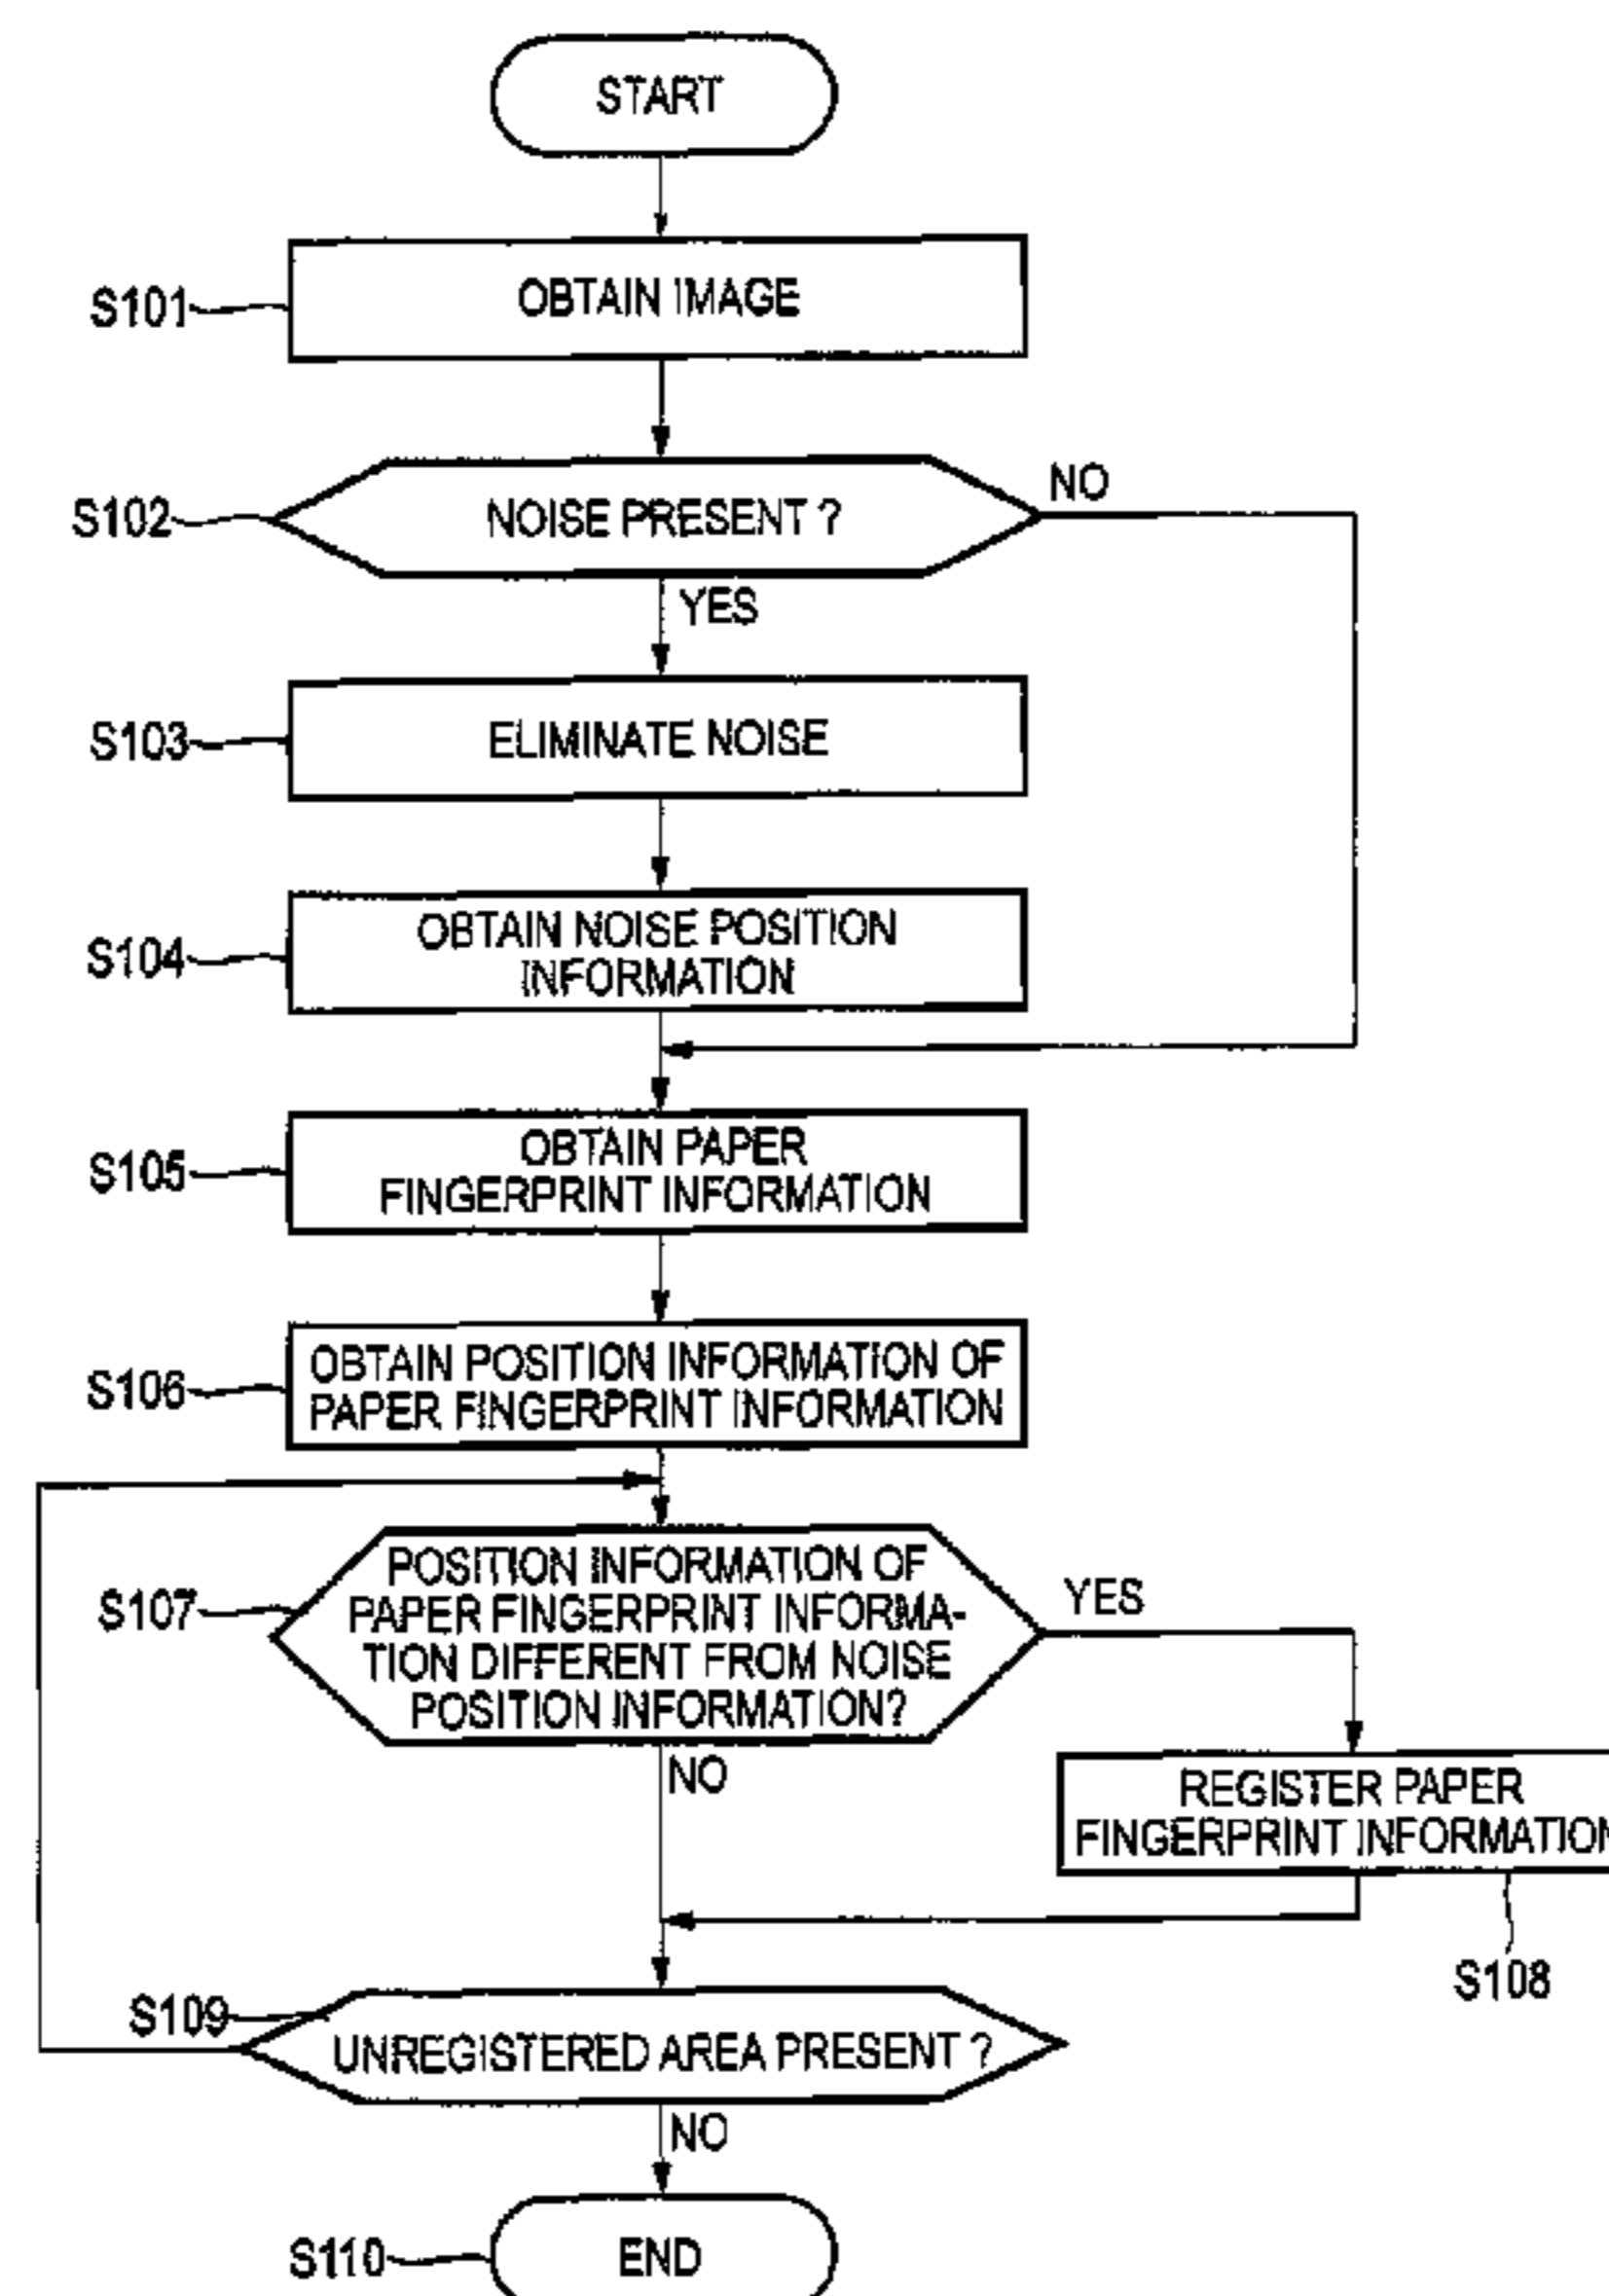 START
S101
OBTAIN IMAGE
S102
NOISE PRESENT ?
NO
YES
S103
ELIMINATE NOISE
S104
OBTAIN NOISE POSITION
INFORMATION
S105
OBTAIN PAPER
FINGERPRINT INFORMATION
S106
OBTAIN POSITION INFORMATION OF
PAPER FINGERPRINT INFORMATION
S107
POSITION INFORMATION OF
PAPER FINGERPRINT INFORMA-
TION DIFFERENT FROM NOISE
POSITION INFORMATION?
YES
NO
REGISTER PAPER
FINGERPRINT INFORMATION
S108
S109
UNREGISTERED AREA PRESENT ?
NO
S110
END